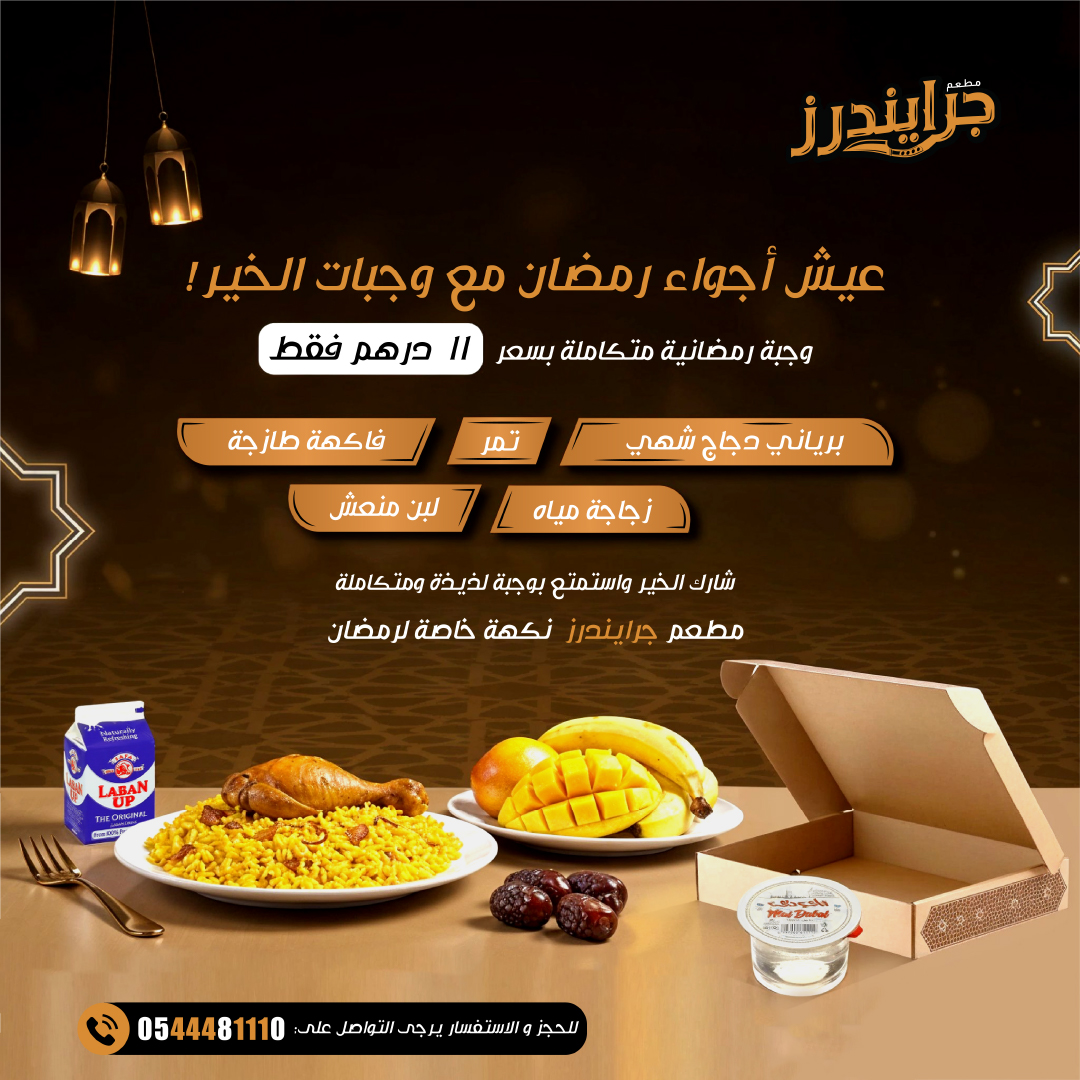 مطعم
جرايندرز
عيش أجواء رمضان مع وجبات الخير!
وجبة رمضانية متكاملة بسعر 11 درهم فقط
برياني دجاج شهي
تمر
فاكهة طازجة
زجاجة مياه
لبن منعش
شارك الخير واستمتع بوجبة لذيذة ومتكاملة
مطعم جرايندرز نكهة خاصة لرمضان
Naturally
Refreshing
LABAN
UP
THE ORIGINAL
للحجز و الاستفسار يرجى التواصل على: 0544481110